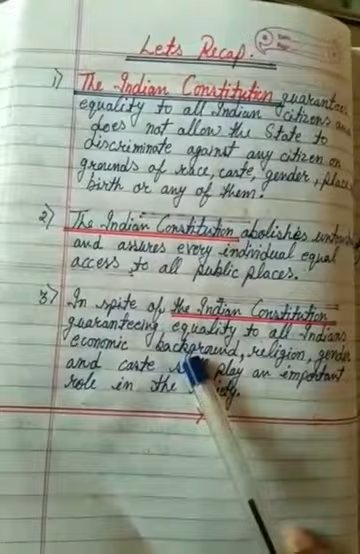 Lets Recap.
1) The Indian Constitution guarantees
equality to all Indian citizens and
does not allow the State to
discriminate against any citizen on
grounds of race, caste, gender, place
birth or any of them.
2) The Indian Constitution abolishes
and assures every individual equal
access to all public places.
3) In spite of the Indian Constitution
guaranteeing equality to all Indians
economic background, religion, gender
and caste play an important
role in the